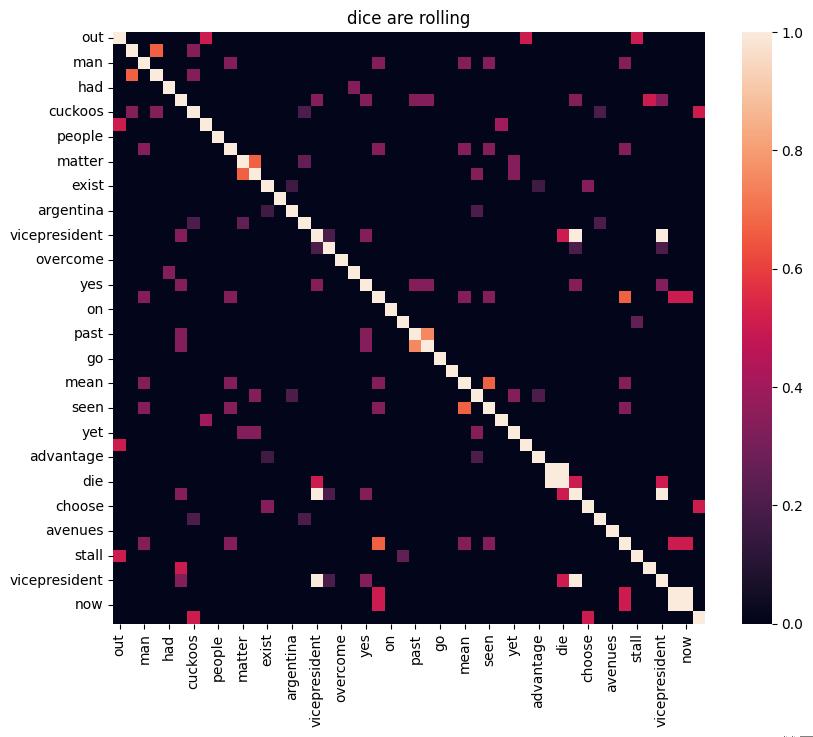 dice are rolling
out
man
had
cuckoos
people
matter
exist
argentina
vicepresident
overcome
yes
on
past
go
mean
seen
yet
advantage
die
choose
avenues
stall
vicepresident
now
1.0
0.8
0.6
0.4
0.2
0.0
out
man
had
cuckoos
people
matter
exist
argentina
vicepresident
overcome
yes
on
past
go
mean
seen
yet
advantage
die
choose
avenues
stall
vicepresident
now